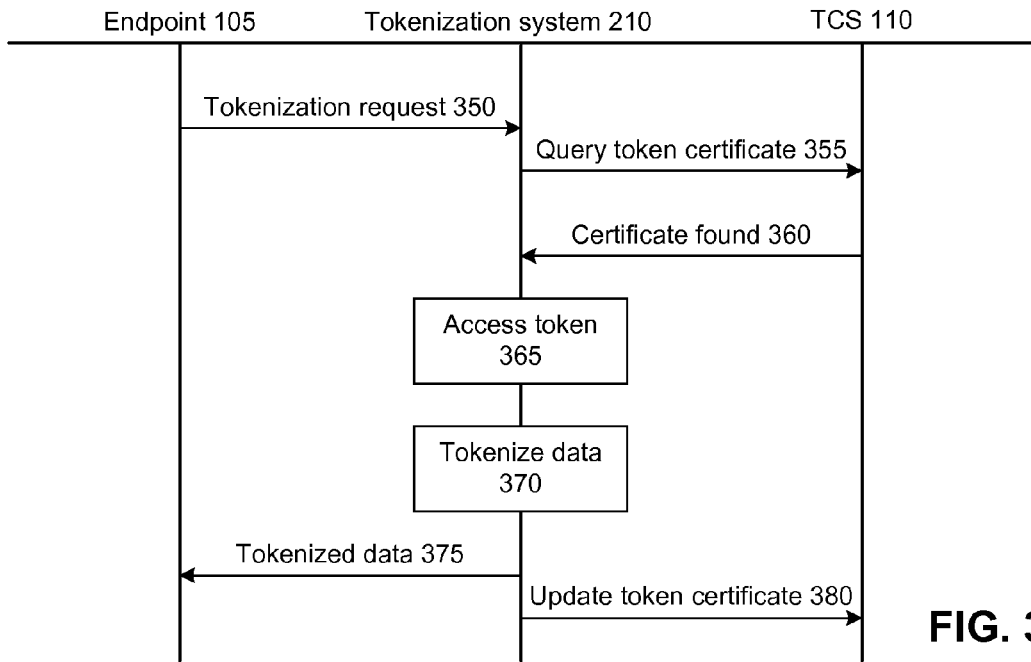 Endpoint 105
Tokenization system 210
TCS 110
Tokenization request 350
Query token certificate 355
Certificate found 360
Access token
365
Tokenize data
370
Tokenized data 375
Update token certificate 380
FIG. 3